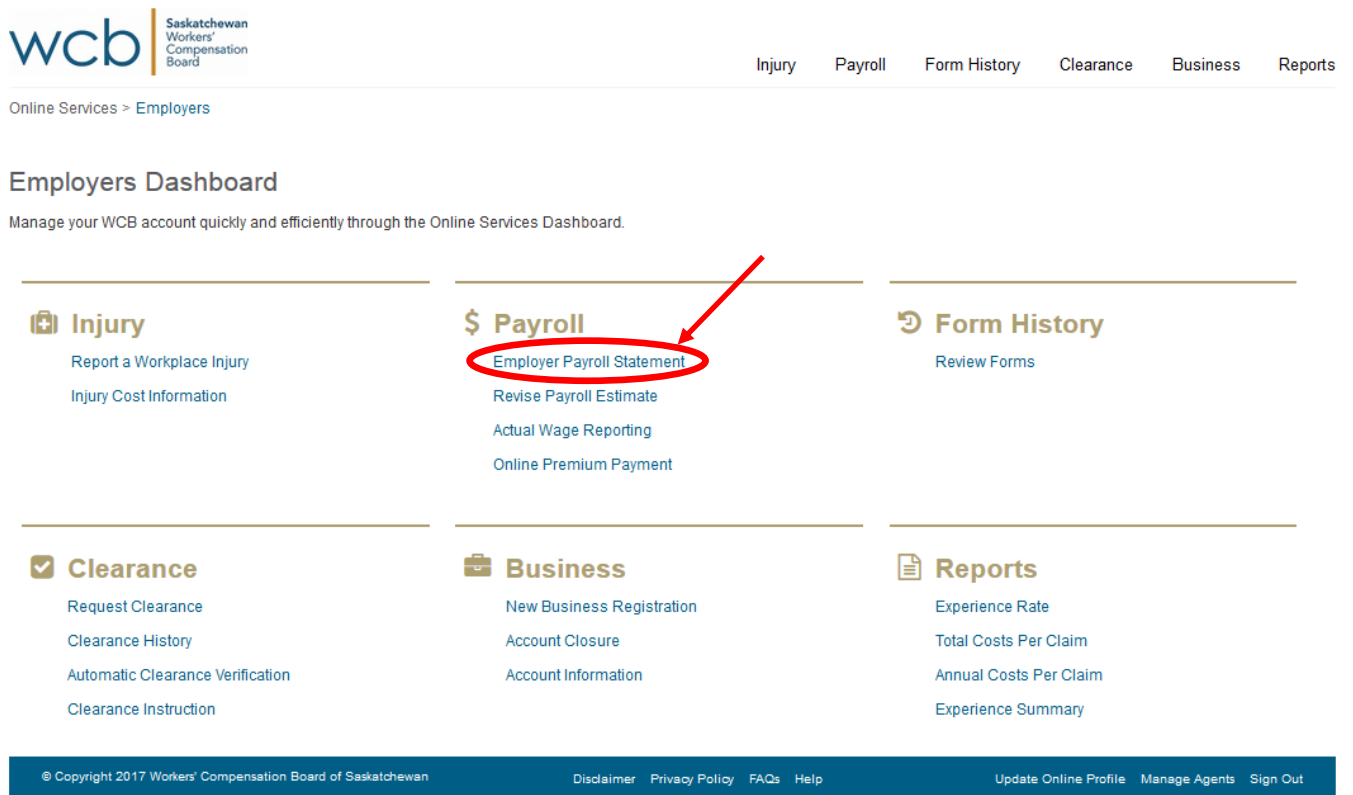 wcb
Saskatchewan
Workers'
Compensation
Board
Injury Payroll Form History Clearance Business Reports
Online Services > Employers
Employers Dashboard
Manage your WCB account quickly and efficiently through the Online Services Dashboard.
Injury
Report a Workplace Injury
Injury Cost Information
$ Payroll
Employer Payroll Statement
Revise Payroll Estimate
Actual Wage Reporting
Online Premium Payment
Form History
Review Forms
Clearance
Request Clearance
Clearance History
Automatic Clearance Verification
Clearance Instruction
Business
New Business Registration
Account Closure
Account Information
Reports
Experience Rate
Total Costs Per Claim
Annual Costs Per Claim
Experience Summary
© Copyright 2017 Workers' Compensation Board of Saskatchewan Disclaimer Privacy Policy FAQs Help Update Online Profile Manage Agents Sign Out